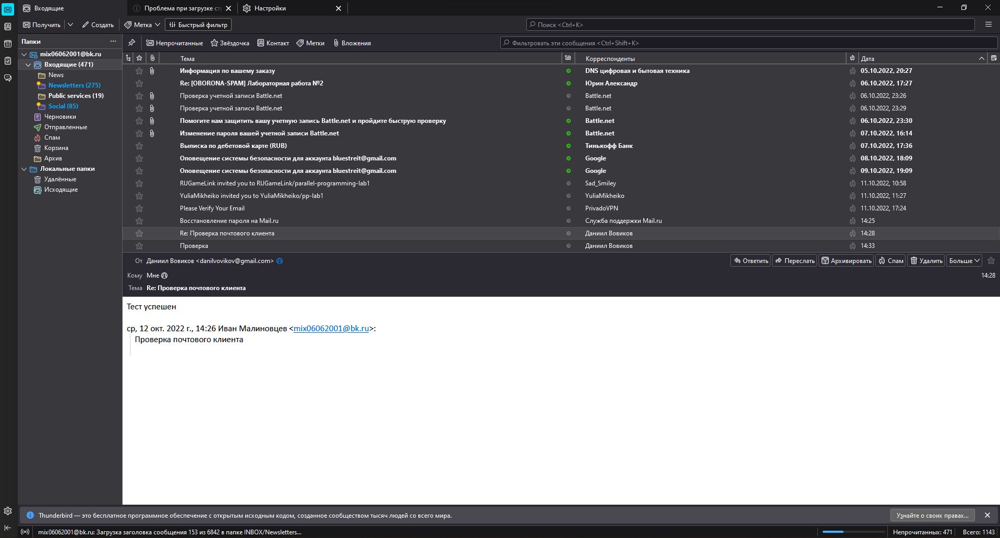 Входящие
Проблема при загрузке ст
Настройки
Получить
Создать
Метка
Быстрый фильтр
Поиск <Ctrl+K>
Папки
Непрочитанные
Звёздочка
Контакт
Метки
Вложения
Фильтровать эти сообщения <Ctrl+Shift+K>
mix06062001@bk.ru
Входящие (471)
News
Newsletters (275)
Public services (19)
Social (85)
Черновики
Отправленные
Спам
Корзина
Архив
Локальные папки
Удалённые
Исходящие
Тема Корреспонденты Дата
Информация по вашему заказу DNS цифровая и бытовая техника 05.10.2022, 20:27
Re: [OBORONA-SPAM] Лабораторная работа №2 Юрин Александр 06.10.2022, 17:27
Проверка учетной записи Battle.net Battle.net 06.10.2022, 23:26
Проверка учетной записи Battle.net Battle.net 06.10.2022, 23:29
Помогите нам защитить вашу учетную запись Battle.net и пройдите быструю проверку Battle.net 06.10.2022, 23:30
Изменение пароля вашей учетной записи Battle.net Battle.net 07.10.2022, 16:14
Выписка по дебетовой карте (RUB) Тинькофф Банк 07.10.2022, 17:36
Оповещение системы безопасности для аккаунта bluestreit@gmail.com Google 08.10.2022, 18:09
Оповещение системы безопасности для аккаунта bluestreit@gmail.com Google 09.10.2022, 19:09
RUGameLink invited you to RUGameLink/parallel-programming-lab1 Sad_Smiley 11.10.2022, 10:58
YuliaMikheiko invited you to YuliaMikheiko/pp-lab1 YuliaMikheiko 11.10.2022, 11:27
Please Verify Your Email PrivadoVPN 11.10.2022, 17:24
Восстановление пароля на Mail.ru Служба поддержки Mail.ru 14:25
Re: Проверка почтового клиента Даниил Вовиков 14:28
Проверка Даниил Вовиков 14:33
От Даниил Вовиков <danilvovikov@gmail.com>
Ответить
Переслать
Архивировать
Спам
Удалить
Больше
Кому Мне 14:28
Тема Re: Проверка почтового клиента
Тест успешен
ср, 12 окт. 2022 г., 14:26 Иван Малиновцев <mix06062001@bk.ru>:
Проверка почтового клиента
Thunderbird — это бесплатное программное обеспечение с открытым исходным кодом, созданное сообществом тысяч людей со всего мира.
Узнайте о своих правах...
mix06062001@bk.ru: Загрузка заголовка сообщения 153 из 6842 в папке INBOX/Newsletters...
Непрочитанных: 471
Всего: 1143